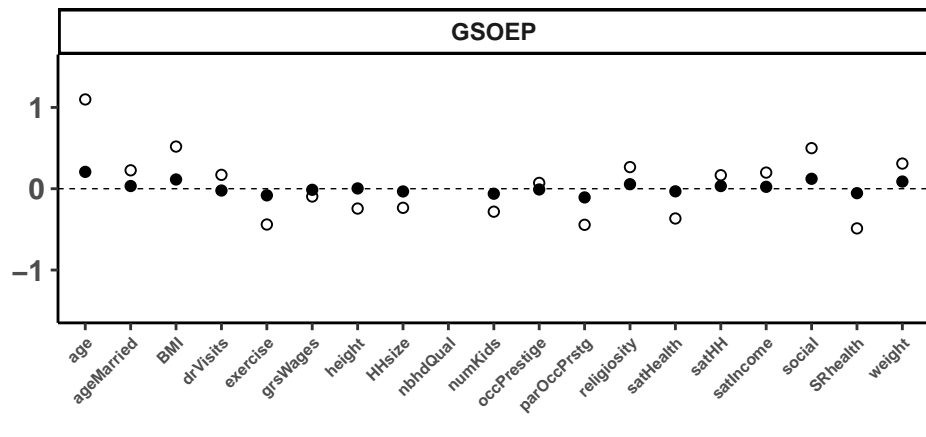 GSOEP
1
0
−1
age
ageMarried
BMI
drVisits
exercise
grsWages
height
HHsize
nbhdQual
numKids
occPrestige
parOccPrstg
religiosity
satHealth
satHH
satIncome
social
SRhealth
weight